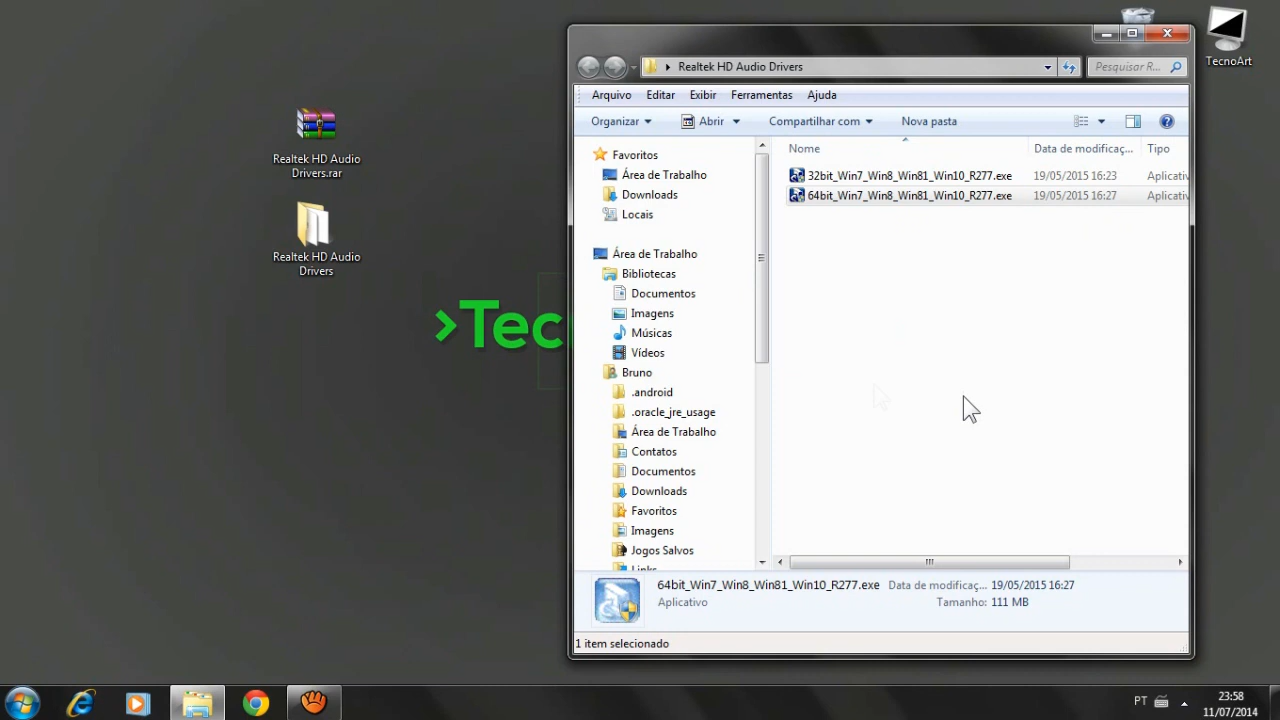 TecnoArt
Realtek HD Audio
Drivers.rar
Realtek HD Audio
Drivers
>Tec
Realtek HD Audio Drivers
Pesquisar R...
Arquivo Editar Exibir Ferramentas Ajuda
Organizar Abrir Compartilhar com Nova pasta
Favoritos
Área de Trabalho
Downloads
Locais
Área de Trabalho
Bibliotecas
Documentos
Imagens
Músicas
Vídeos
Bruno
.android
.oracle_jre_usage
Área de Trabalho
Contatos
Documentos
Downloads
Favoritos
Imagens
Jogos Salvos
Links
Nome Data de modificaç... Tipo
32bit_Win7_Win8_Win81_Win10_R277.exe 19/05/2015 16:23 Aplicativ
64bit_Win7_Win8_Win81_Win10_R277.exe 19/05/2015 16:27 Aplicativ
64bit_Win7_Win8_Win81_Win10_R277.exe Data de modificaç... 19/05/2015 16:27
Aplicativo Tamanho: 111 MB
1 item selecionado
PT
23:58
11/07/2014